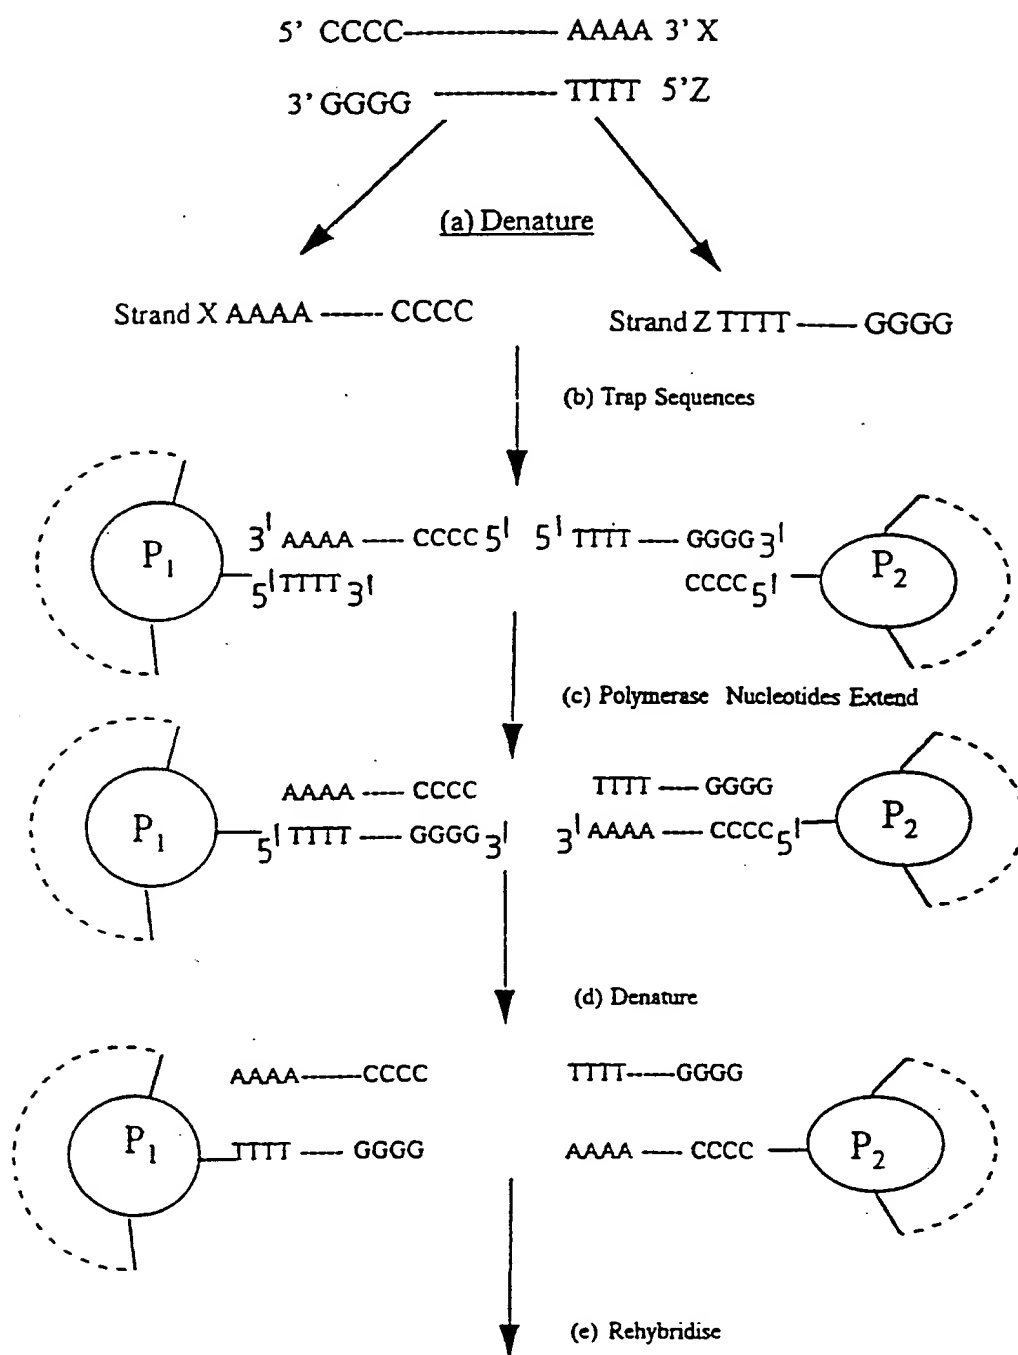 5' CCCC----------------- AAAA 3' X
3' GGGG ----------------- TTTT 5'Z
(a) Denature
Strand X AAAA ------ CCCC
Strand Z TTTT ------ GGGG
(b) Trap Sequences
P1 3' AAAA ---- CCCC 5' 5' TTTT ---- GGGG 3' P2
5' TTTT 3' CCCC 5'
(c) Polymerase Nucleotides Extend
AAAA ---- CCCC TTTT ---- GGGG
P1 5' TTTT ---- GGGG 3' 3' AAAA ---- CCCC 5' P2
(d) Denature
AAAA------CCCC TTTT-----GGGG
P1 TTTT ---- GGGG AAAA ---- CCCC P2
(e) Rehybridise